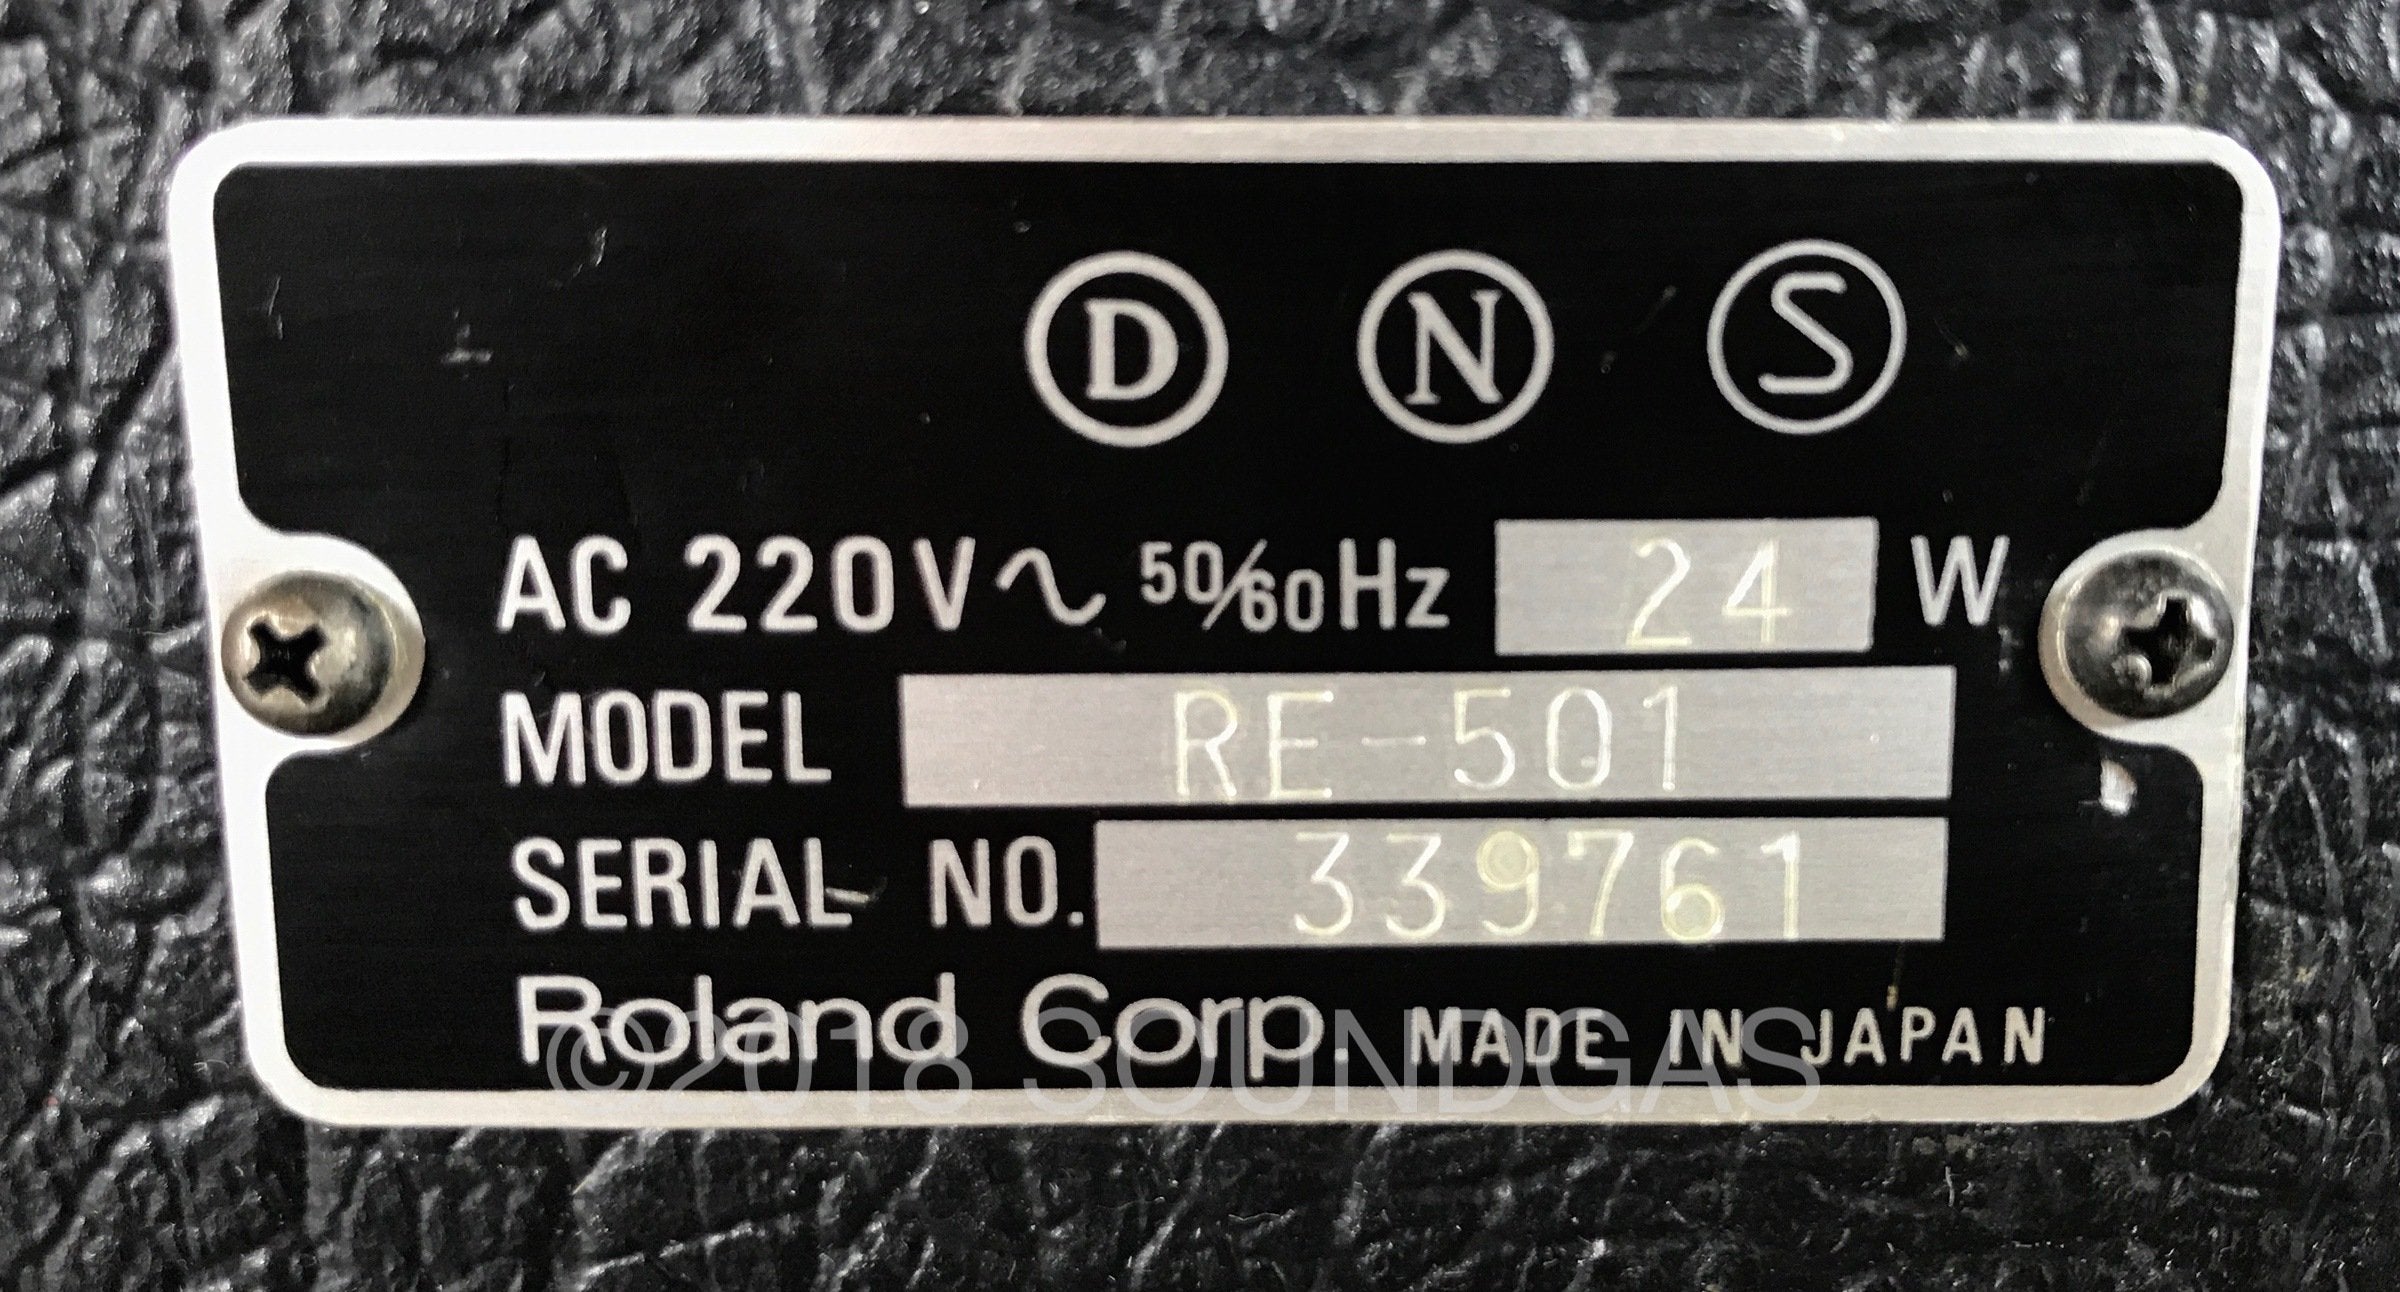 D N S
AC 220V~ 50/60Hz 24 W
MODEL RE-501
SERIAL NO. 339761
Roland Corp. MADE IN JAPAN
©2018 SOUNDGAS